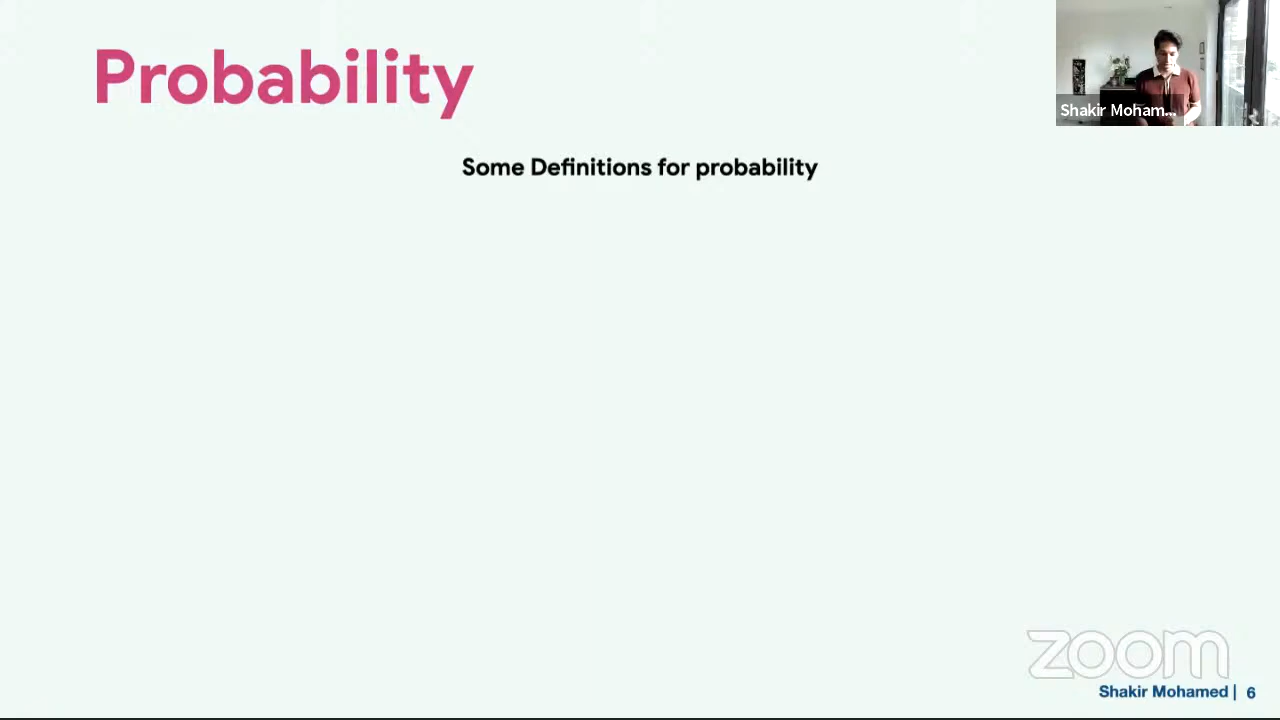 Probability
Shakir Moham...
Some Definitions for probability
zoom
Shakir Mohamed | 6